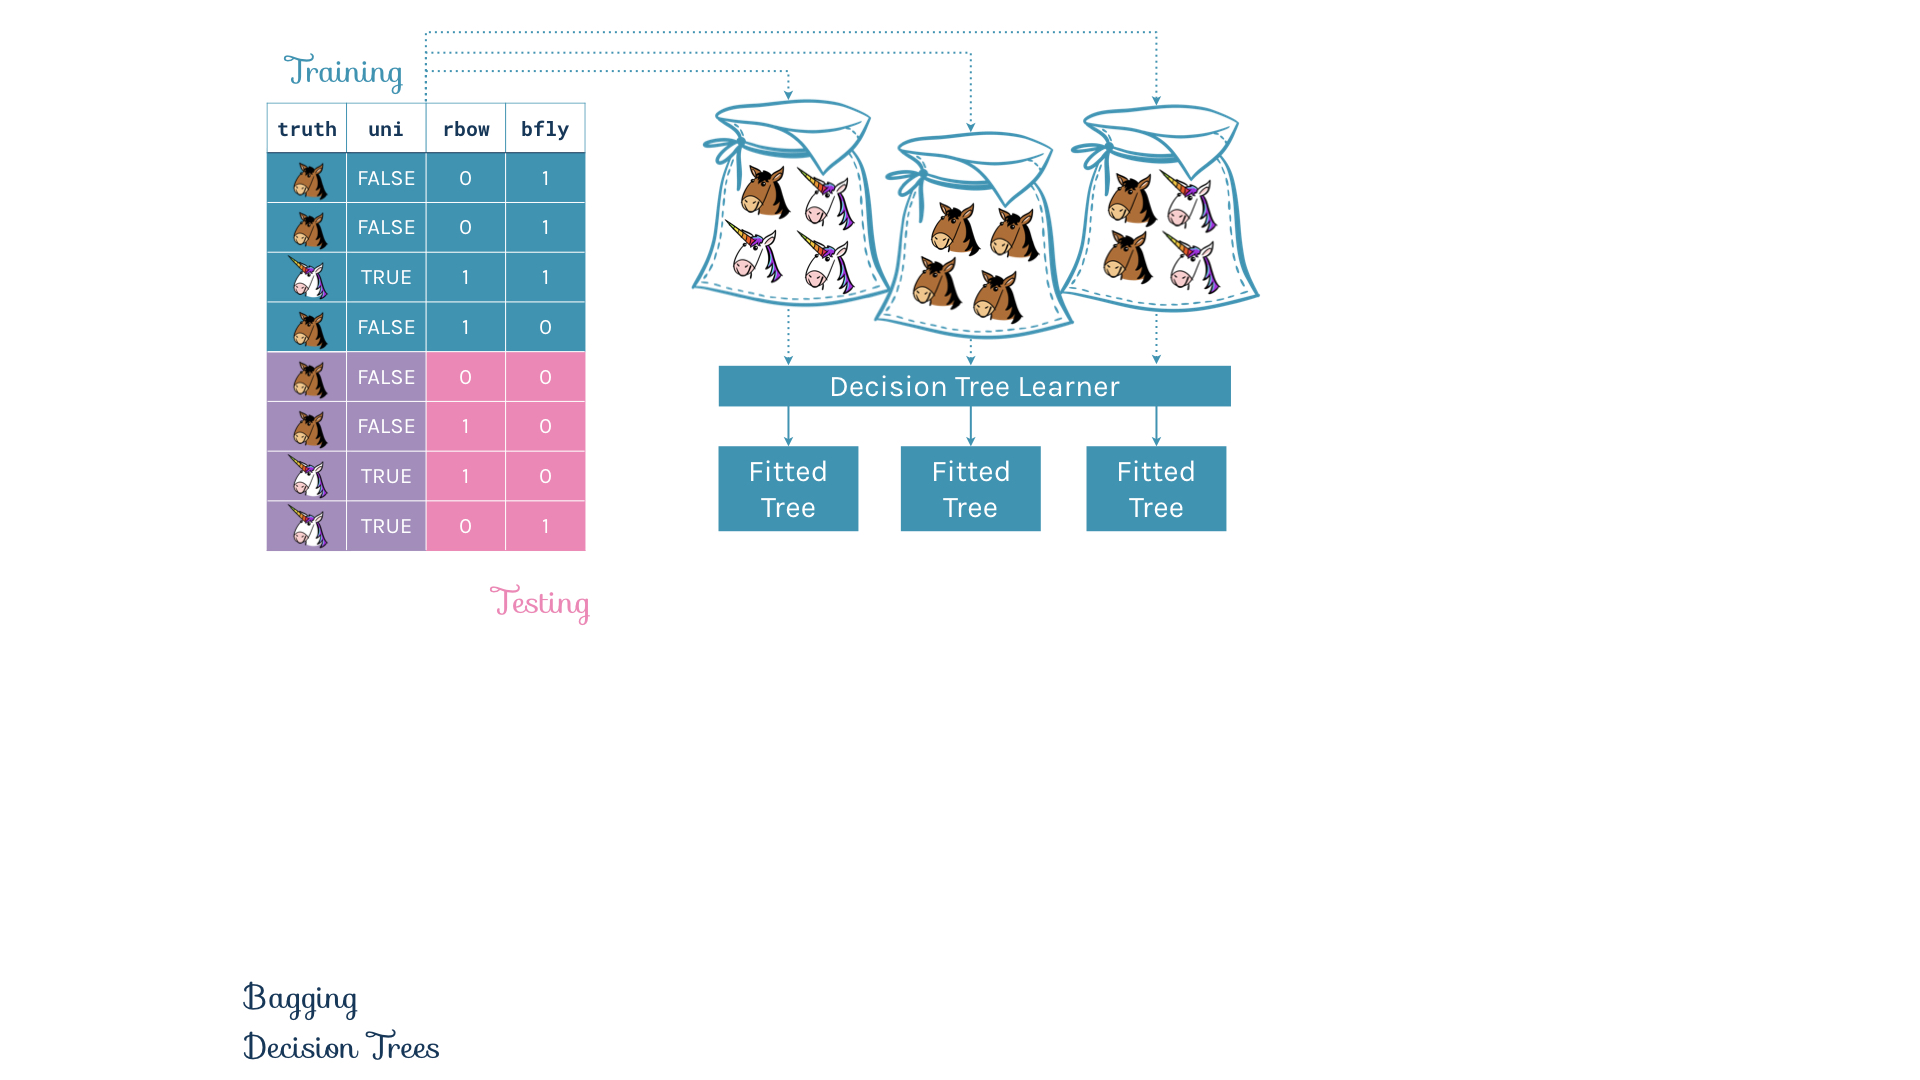 Training
truth uni rbow bfly
FALSE 0 1
FALSE 0 1
TRUE 1 1
FALSE 1 0
FALSE 0 0
FALSE 1 0
TRUE 1 0
TRUE 0 1
Testing
Decision Tree Learner
Fitted
Tree
Fitted
Tree
Fitted
Tree
Bagging
Decision Trees